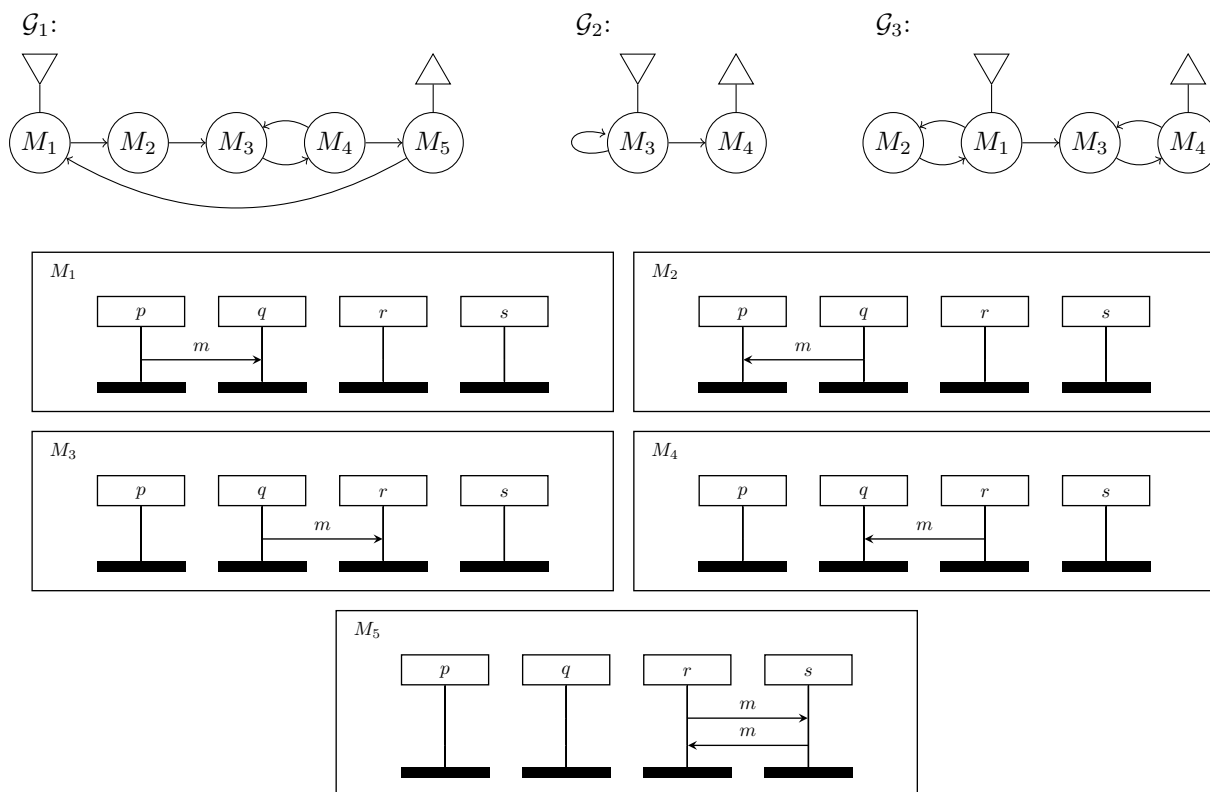 𝒢₁: 𝒢₂: 𝒢₃:
M₁ M₂ M₃ M₄ M₅ M₃ M₄ M₂ M₁ M₃ M₄
M₁ M₂
p q r s p q r s
m m
M₃ M₄
p q r s p q r s
m m
M₅
p q r s
m
m